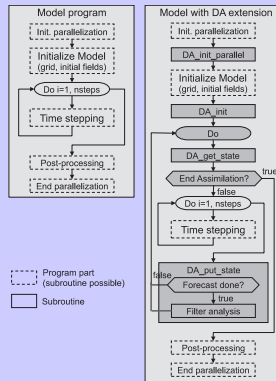 Model program
Init. parallelization
Initialize Model
(grid, initial fields)
Do i=1, nsteps
Time stepping
Post-processing
End parallelization
Program part
(subroutine possible)
Subroutine
Model with DA extension
Init. parallelization
DA_init_parallel
Initialize Model
(grid, initial fields)
DA_init
Do
DA_get_state
End Assimilation?
true
false
Do i=1, nsteps
Time stepping
DA_put_state
false
Forecast done?
true
Filter analysis
Post-processing
End parallelization